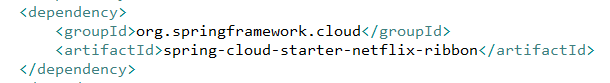 <dependency>
<groupId>org.springframework.cloud</groupId>
<artifactId>spring-cloud-starter-netflix-ribbon</artifactId>
</dependency>